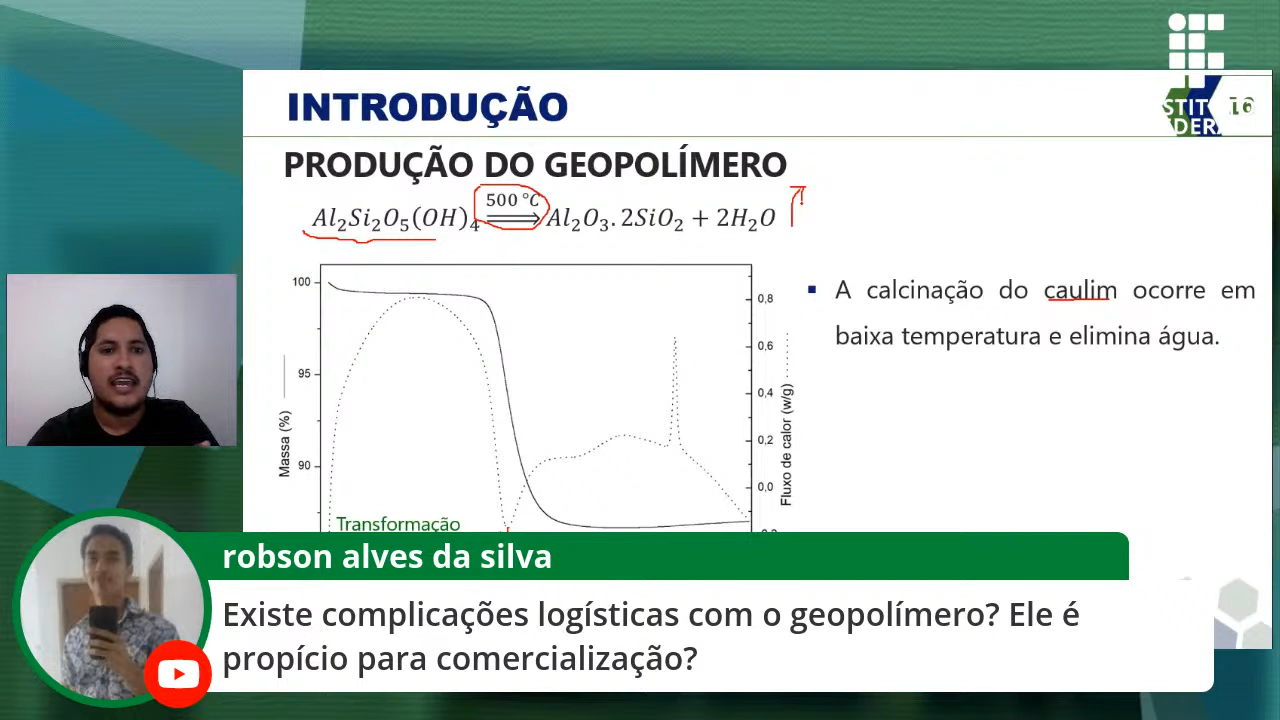 INTRODUÇÃO
PRODUÇÃO DO GEOPOLÍMERO
Al₂Si₂O₅(OH)₄ 500 °C ⟹ Al₂O₃. 2SiO₂ + 2H₂O
A calcinação do caulim ocorre em
baixa temperatura e elimina água.
100
95
90
Massa (%)
0,8
0,6
0,4
0,2
0,0
Fluxo de calor (w/g)
Transformação
robson alves da silva
Existe complicações logísticas com o geopolímero? Ele é
propício para comercialização?